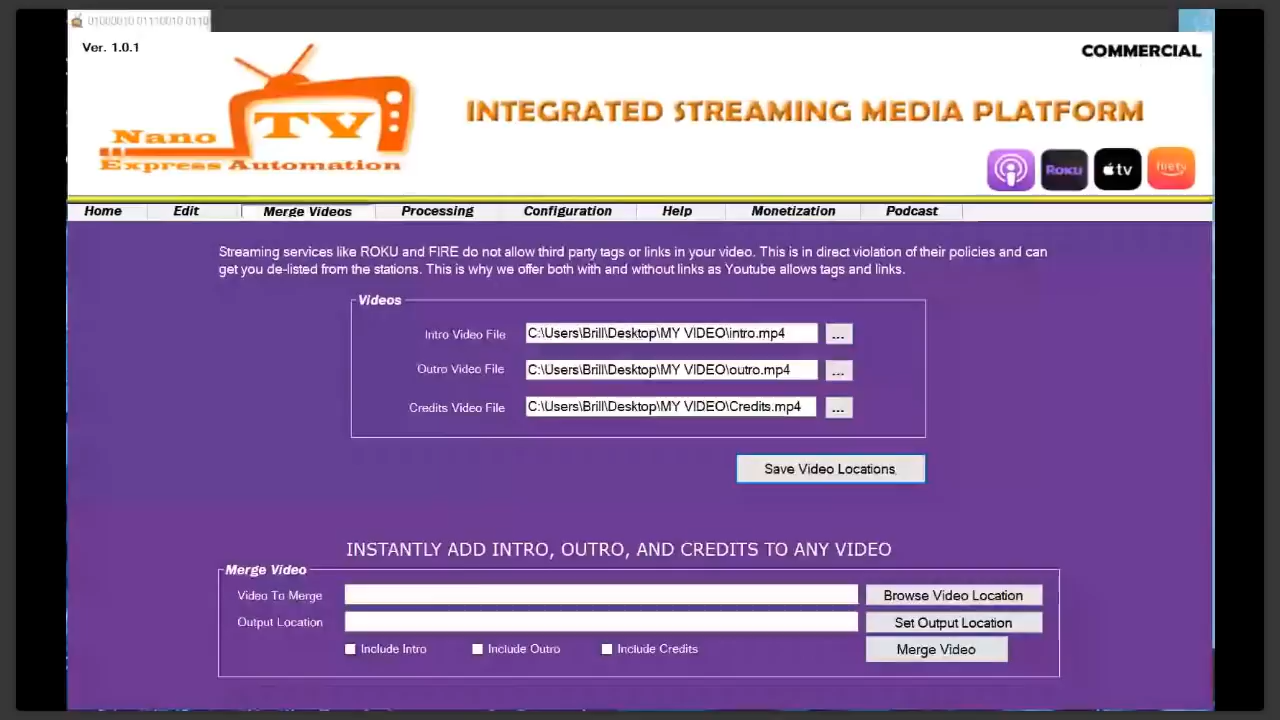 01000010 01110010 0110
Ver. 1.0.1
COMMERCIAL
Nano
TV
Express Automation
INTEGRATED STREAMING MEDIA PLATFORM
Roku
tv
fire tv
Home Edit Merge Videos Processing Configuration Help Monetization Podcast
Streaming services like ROKU and FIRE do not allow third party tags or links in your video. This is in direct violation of their policies and can
get you de-listed from the stations. This is why we offer both with and without links as Youtube allows tags and links.
Videos
Intro Video File C:\Users\Brill\Desktop\MY VIDEO\intro.mp4 ...
Outro Video File C:\Users\Brill\Desktop\MY VIDEO\outro.mp4 ...
Credits Video File C:\Users\Brill\Desktop\MY VIDEO\Credits.mp4 ...
Save Video Locations
INSTANTLY ADD INTRO, OUTRO, AND CREDITS TO ANY VIDEO
Merge Video
Video To Merge Browse Video Location
Output Location Set Output Location
Include Intro Include Outro Include Credits Merge Video